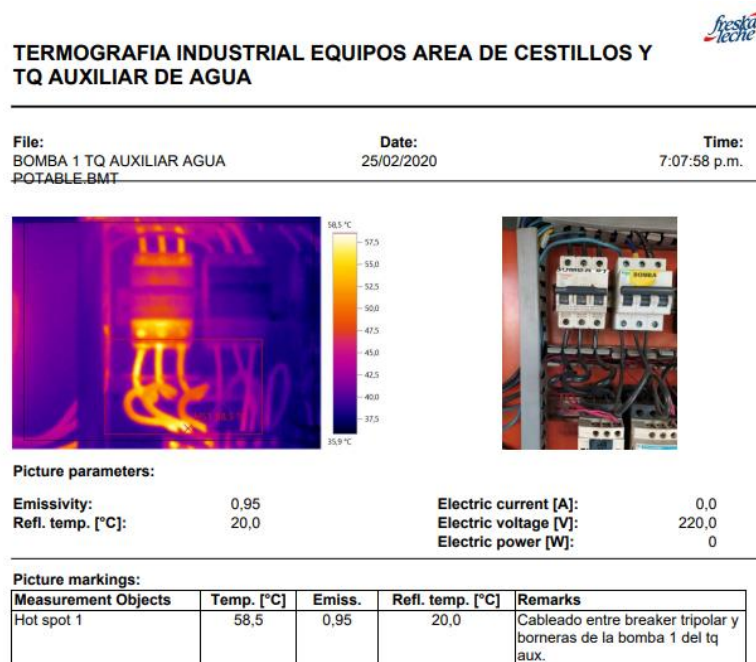 freska
leche
TERMOGRAFIA INDUSTRIAL EQUIPOS AREA DE CESTILLOS Y
TQ AUXILIAR DE AGUA
File: Date: Time:
BOMBA 1 TQ AUXILIAR AGUA 25/02/2020 7:07:58 p.m.
POTABLE.BMT
58,5 °C
57,5
55,0
52,5
50,0
47,5
45,0
42,5
40,0
37,5
35,9 °C
BOMBA
Picture parameters:
Emissivity: 0,95 Electric current [A]: 0,0
Refl. temp. [°C]: 20,0 Electric voltage [V]: 220,0
Electric power [W]: 0
Picture markings:
Measurement Objects Temp. [°C] Emiss. Refl. temp. [°C] Remarks
Hot spot 1 58,5 0,95 20,0 Cableado entre breaker tripolar y
borneras de la bomba 1 del tq
aux.